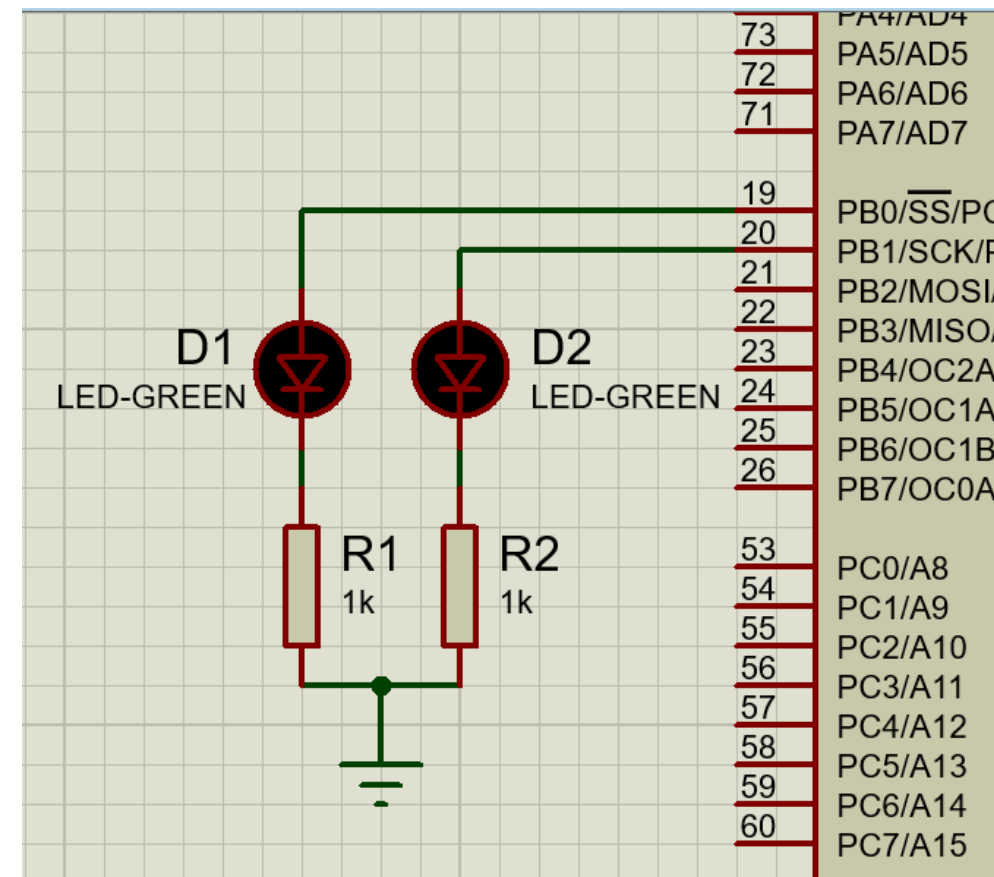 PA4/AD4
73
PA5/AD5
72
PA6/AD6
71
PA7/AD7
19
PB0/SS/PC
20
PB1/SCK/P
21
PB2/MOSI/
22
PB3/MISO/
23
PB4/OC2A
24
PB5/OC1A
25
PB6/OC1B
26
PB7/OC0A
D1
LED-GREEN
D2
LED-GREEN
R1
1k
R2
1k
53
PC0/A8
54
PC1/A9
55
PC2/A10
56
PC3/A11
57
PC4/A12
58
PC5/A13
59
PC6/A14
60
PC7/A15